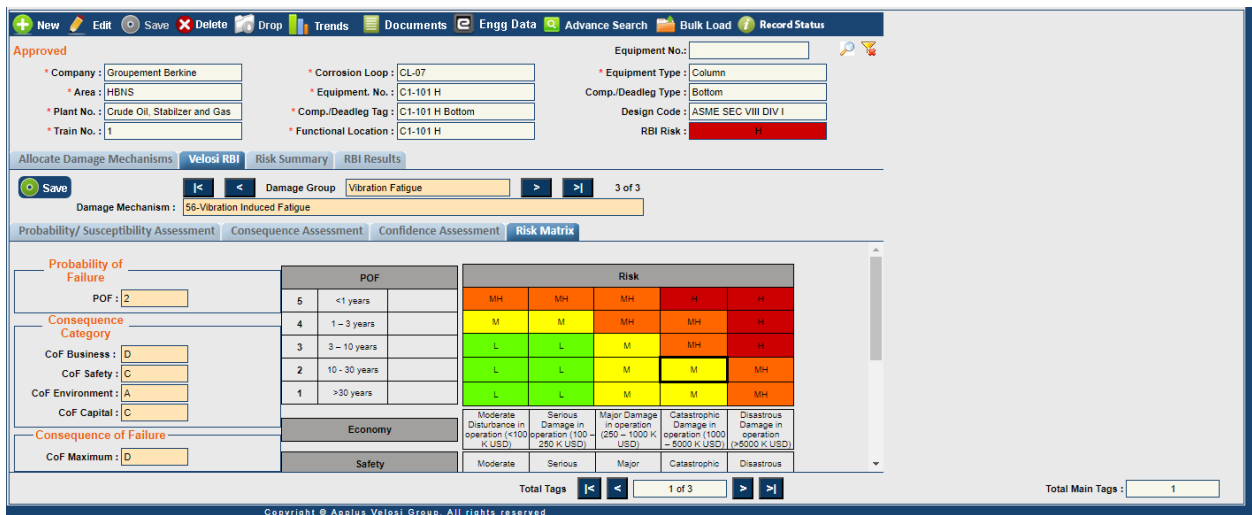 New Edit Save Delete Drop Trends Documents Engg Data Advance Search Bulk Load Record Status
Approved Equipment No.:
* Company : Groupement Berkine * Corrosion Loop : CL-07 * Equipment Type : Column
* Area : HBNS * Equipment. No. : C1-101 H Comp./Deadleg Type : Bottom
* Plant No. : Crude Oil, Stabilzer and Gas * Comp./Deadleg Tag : C1-101 H Bottom Design Code : ASME SEC VIII DIV I
* Train No. : 1 * Functional Location : C1-101 H RBI Risk : H
Allocate Damage Mechanisms Velosi RBI Risk Summary RBI Results
Save |< < Damage Group Vibration Fatigue > >| 3 of 3
Damage Mechanism : 56-Vibration Induced Fatigue
Probability/ Susceptibility Assessment Consequence Assessment Confidence Assessment Risk Matrix
Probability of
Failure
POF : 2
Consequence
Category
CoF Business : D
CoF Safety : C
CoF Environment : A
CoF Capital : C
Consequence of Failure
CoF Maximum : D
POF Risk
5 <1 years MH MH MH H H
4 1 – 3 years M M MH MH H
3 3 – 10 years L L M MH H
2 10 - 30 years L L M M MH
1 >30 years L L M M MH
Economy
Moderate Disturbance in operation (<100 K USD)
Serious Damage in operation (100 – 250 K USD)
Major Damage in operation (250 – 1000 K USD)
Catastrophic Damage in operation (1000 – 5000 K USD)
Disastrous Damage in operation (>5000 K USD)
Safety Moderate Serious Major Catastrophic Disastrous
Total Tags |< < 1 of 3 > >| Total Main Tags : 1
Copyright @ Applus Velosi Group. All rights reserved